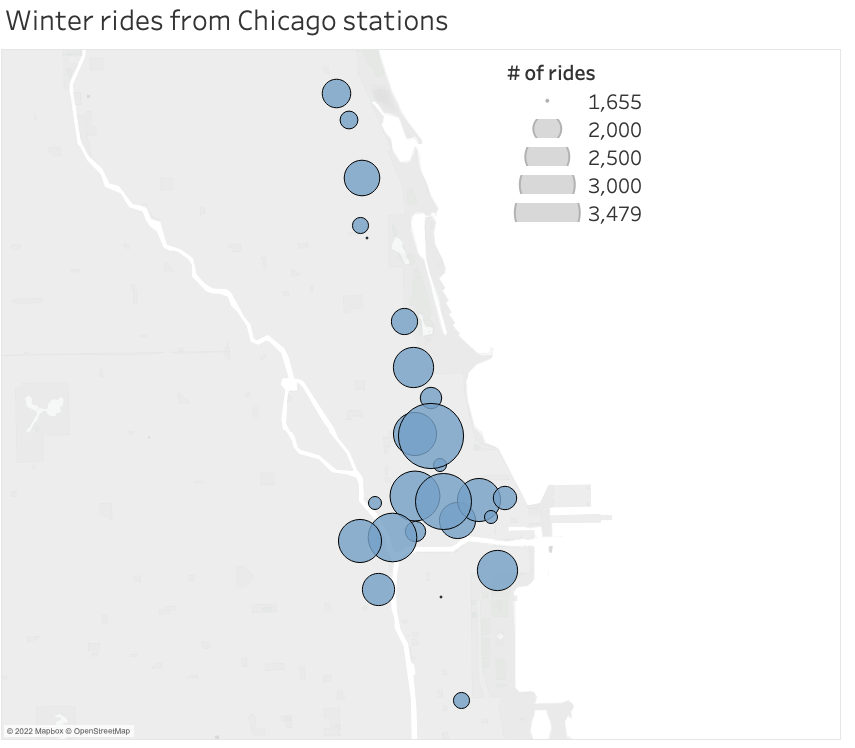 Winter rides from Chicago stations
# of rides
1,655
2,000
2,500
3,000
3,479
© 2022 Mapbox © OpenStreetMap